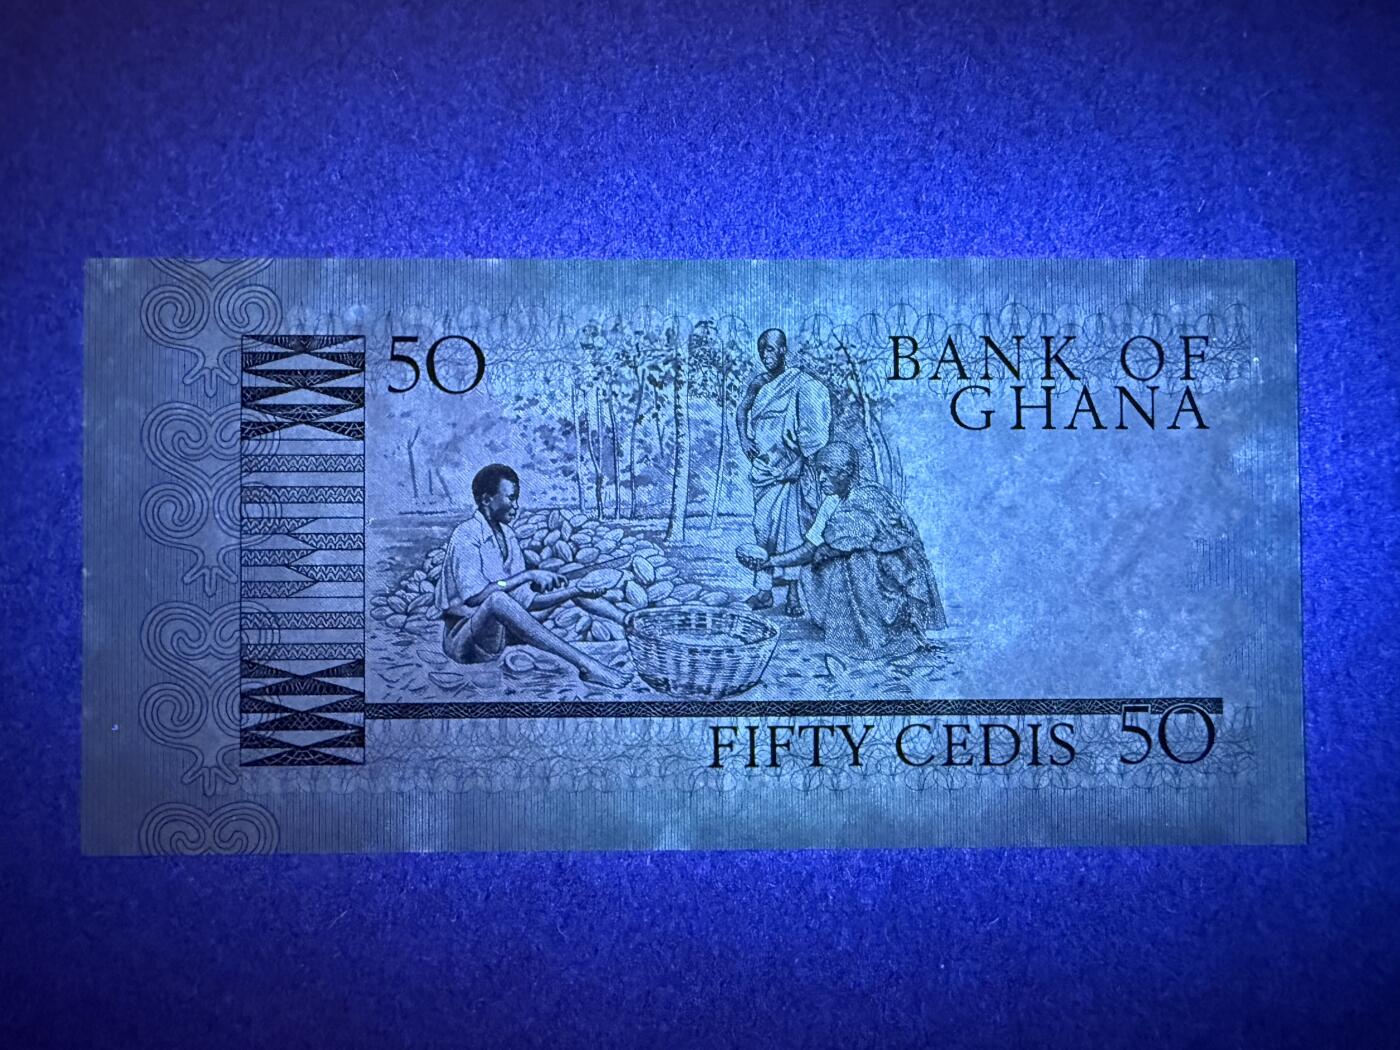 50
BANK OF
GHANA
FIFTY CEDIS 50